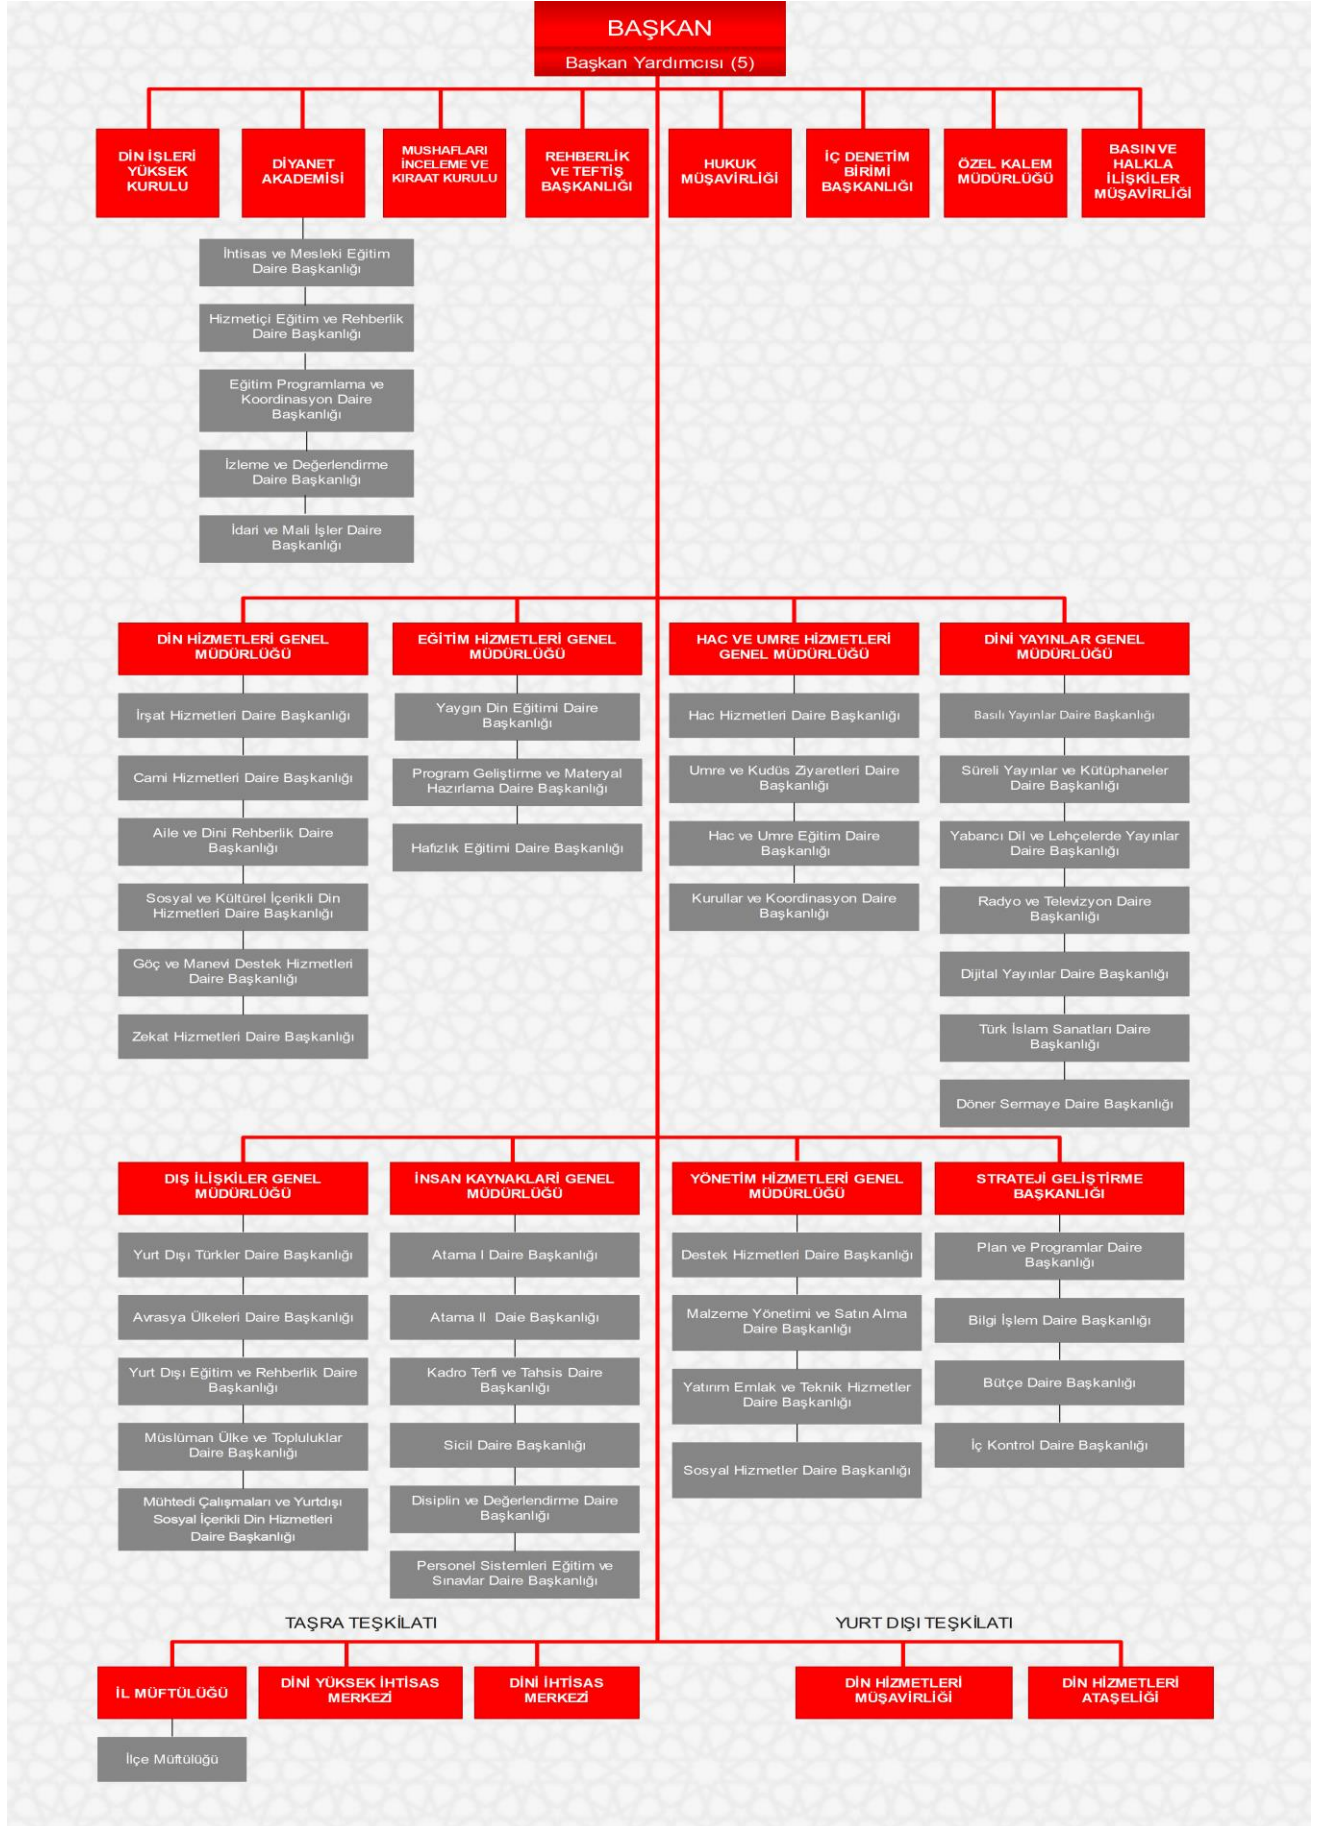 BAŞKAN
Başkan Yardımcısı (5)
DİN İŞLERİ
YÜKSEK
KURULU
DİYANET
AKADEMİSİ
MUSHAFLARI
İNCELEME VE
KIRAAT KURULU
REHBERLİK
VE TEFTİŞ
BAŞKANLIĞI
HUKUK
MÜŞAVİRLİĞİ
İÇ DENETİM
BİRİMİ
BAŞKANLIĞI
ÖZEL KALEM
MÜDÜRLÜĞÜ
BASIN VE
HALKLA
İLİŞKİLER
MÜŞAVİRLİĞİ
İhtisas ve Mesleki Eğitim
Daire Başkanlığı
Hizmetiçi Eğitim ve Rehberlik
Daire Başkanlığı
Eğitim Programlama ve
Koordinasyon Daire
Başkanlığı
İzleme ve Değerlendirme
Daire Başkanlığı
İdari ve Mali İşler Daire
Başkanlığı
DİN HİZMETLERİ GENEL
MÜDÜRLÜĞÜ
İrşat Hizmetleri Daire Başkanlığı
Cami Hizmetleri Daire Başkanlığı
Aile ve Dini Rehberlik Daire
Başkanlığı
Sosyal ve Kültürel İçerikli Din
Hizmetleri Daire Başkanlığı
Göç ve Manevi Destek Hizmetleri
Daire Başkanlığı
Zekat Hizmetleri Daire Başkanlığı
EĞİTİM HİZMETLERİ GENEL
MÜDÜRLÜĞÜ
Yaygın Din Eğitimi Daire
Başkanlığı
Program Geliştirme ve Materyal
Hazırlama Daire Başkanlığı
Hafızlık Eğitimi Daire Başkanlığı
HAC VE UMRE HİZMETLERİ
GENEL MÜDÜRLÜĞÜ
Hac Hizmetleri Daire Başkanlığı
Umre ve Kudüs Ziyaretleri Daire
Başkanlığı
Hac ve Umre Eğitim Daire
Başkanlığı
Kurullar ve Koordinasyon Daire
Başkanlığı
DİNİ YAYINLAR GENEL
MÜDÜRLÜĞÜ
Basılı Yayınlar Daire Başkanlığı
Süreli Yayınlar ve Kütüphaneler
Daire Başkanlığı
Yabancı Dil ve Lehçelerde Yayınlar
Daire Başkanlığı
Radyo ve Televizyon Daire
Başkanlığı
Dijital Yayınlar Daire Başkanlığı
Türk İslam Sanatları Daire
Başkanlığı
Döner Sermaye Daire Başkanlığı
DIŞ İLİŞKİLER GENEL
MÜDÜRLÜĞÜ
Yurt Dışı Türkler Daire Başkanlığı
Avrasya Ülkeleri Daire Başkanlığı
Yurt Dışı Eğitim ve Rehberlik Daire
Başkanlığı
Müslüman Ülke ve Topluluklar
Daire Başkanlığı
Mühtedi Çalışmaları ve Yurtdışı
Sosyal İçerikli Din Hizmetleri
Daire Başkanlığı
İNSAN KAYNAKLARİ GENEL
MÜDÜRLÜĞÜ
Atama I Daire Başkanlığı
Atama II Daie Başkanlığı
Kadro Terfi ve Tahsis Daire
Başkanlığı
Sicil Daire Başkanlığı
Disiplin ve Değerlendirme Daire
Başkanlığı
Personel Sistemleri Eğitim ve
Sınavlar Daire Başkanlığı
YÖNETİM HİZMETLERİ GENEL
MÜDÜRLÜĞÜ
Destek Hizmetleri Daire Başkanlığı
Malzeme Yönetimi ve Satın Alma
Daire Başkanlığı
Yatırım Emlak ve Teknik Hizmetler
Daire Başkanlığı
Sosyal Hizmetler Daire Başkanlığı
STRATEJİ GELİŞTİRME
BAŞKANLIĞI
Plan ve Programlar Daire
Başkanlığı
Bilgi İşlem Daire Başkanlığı
Bütçe Daire Başkanlığı
İç Kontrol Daire Başkanlığı
TAŞRA TEŞKİLATI
İL MÜFTÜLÜĞÜ
İlçe Müftülüğü
DİNİ YÜKSEK İHTİSAS
MERKEZİ
DİNİ İHTİSAS
MERKEZİ
YURT DIŞI TEŞKİLATI
DİN HİZMETLERİ
MÜŞAVİRLİĞİ
DİN HİZMETLERİ
ATAŞELİĞİ